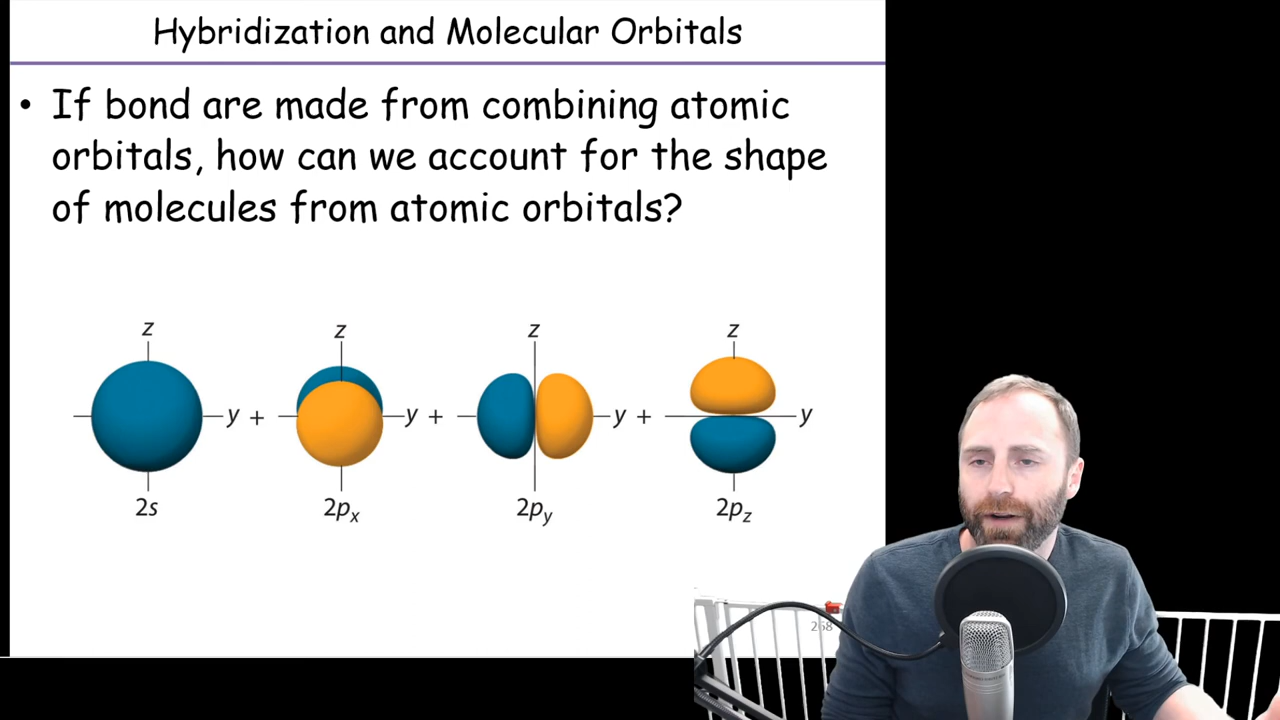 Hybridization and Molecular Orbitals
• If bond are made from combining atomic
orbitals, how can we account for the shape
of molecules from atomic orbitals?
z z z z
y + y + y + y
2s 2px 2py 2pz
268